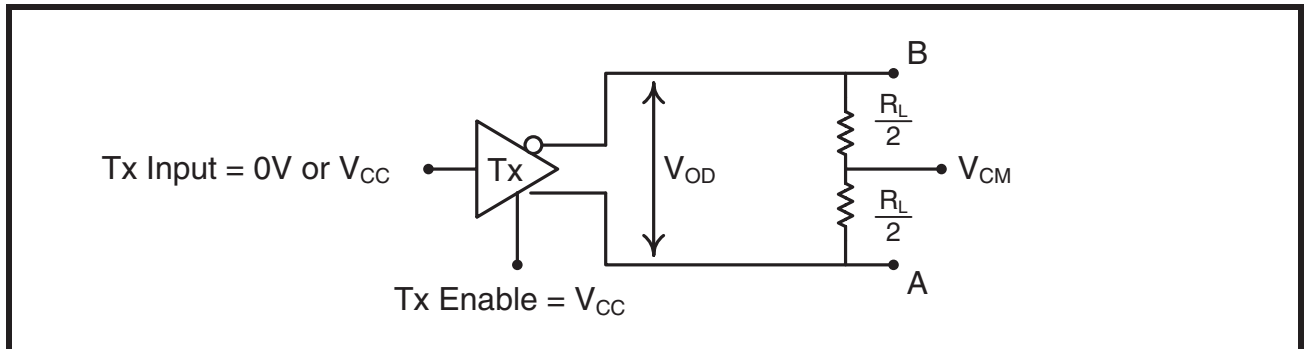 B
R_L
2
Tx Input = 0V or V_CC
Tx
V_OD
V_CM
R_L
2
A
Tx Enable = V_CC